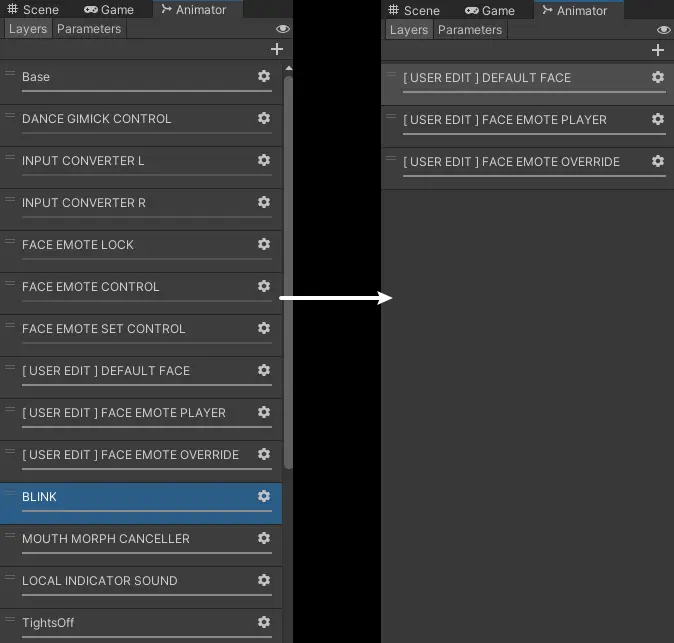 Scene Game Animator
Layers Parameters
Base
DANCE GIMICK CONTROL
INPUT CONVERTER L
INPUT CONVERTER R
FACE EMOTE LOCK
FACE EMOTE CONTROL
FACE EMOTE SET CONTROL
[ USER EDIT ] DEFAULT FACE
[ USER EDIT ] FACE EMOTE PLAYER
[ USER EDIT ] FACE EMOTE OVERRIDE
BLINK
MOUTH MORPH CANCELLER
LOCAL INDICATOR SOUND
TightsOff
Scene Game Animator
Layers Parameters
[ USER EDIT ] DEFAULT FACE
[ USER EDIT ] FACE EMOTE PLAYER
[ USER EDIT ] FACE EMOTE OVERRIDE